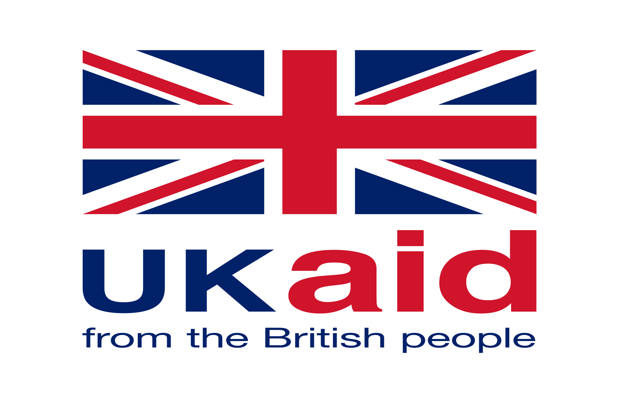 UKaid
from the British people